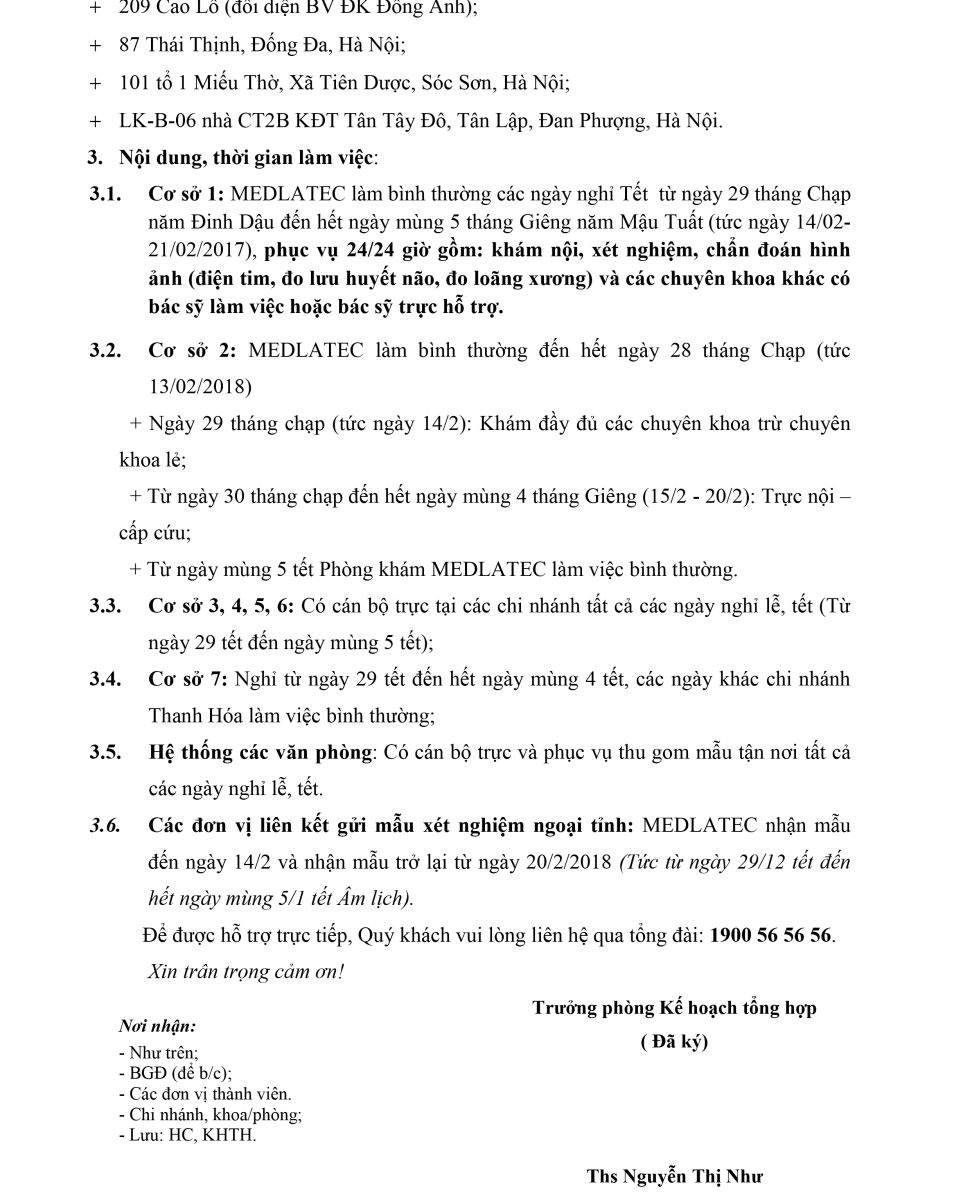 + 209 Cao Lỗ (đối diện BV ĐK Đông Anh);
+ 87 Thái Thịnh, Đống Đa, Hà Nội;
+ 101 tổ 1 Miếu Thờ, Xã Tiên Dược, Sóc Sơn, Hà Nội;
+ LK-B-06 nhà CT2B KĐT Tân Tây Đô, Tân Lập, Đan Phượng, Hà Nội.
3. Nội dung, thời gian làm việc:
3.1. Cơ sở 1: MEDLATEC làm bình thường các ngày nghỉ Tết từ ngày 29 tháng Chạp
năm Đinh Dậu đến hết ngày mùng 5 tháng Giêng năm Mậu Tuất (tức ngày 14/02-
21/02/2017), phục vụ 24/24 giờ gồm: khám nội, xét nghiệm, chẩn đoán hình
ảnh (điện tim, đo lưu huyết não, đo loãng xương) và các chuyên khoa khác có
bác sỹ làm việc hoặc bác sỹ trực hỗ trợ.
3.2. Cơ sở 2: MEDLATEC làm bình thường đến hết ngày 28 tháng Chạp (tức
13/02/2018)
+ Ngày 29 tháng chạp (tức ngày 14/2): Khám đầy đủ các chuyên khoa trừ chuyên
khoa lẻ;
+ Từ ngày 30 tháng chạp đến hết ngày mùng 4 tháng Giêng (15/2 - 20/2): Trực nội –
cấp cứu;
+ Từ ngày mùng 5 tết Phòng khám MEDLATEC làm việc bình thường.
3.3. Cơ sở 3, 4, 5, 6: Có cán bộ trực tại các chi nhánh tất cả các ngày nghỉ lễ, tết (Từ
ngày 29 tết đến ngày mùng 5 tết);
3.4. Cơ sở 7: Nghỉ từ ngày 29 tết đến hết ngày mùng 4 tết, các ngày khác chi nhánh
Thanh Hóa làm việc bình thường;
3.5. Hệ thống các văn phòng: Có cán bộ trực và phục vụ thu gom mẫu tận nơi tất cả
các ngày nghỉ lễ, tết.
3.6. Các đơn vị liên kết gửi mẫu xét nghiệm ngoại tỉnh: MEDLATEC nhận mẫu
đến ngày 14/2 và nhận mẫu trở lại từ ngày 20/2/2018 (Tức từ ngày 29/12 tết đến
hết ngày mùng 5/1 tết Âm lịch).
Để được hỗ trợ trực tiếp, Quý khách vui lòng liên hệ qua tổng đài: 1900 56 56 56.
Xin trân trọng cảm ơn!
Trưởng phòng Kế hoạch tổng hợp
( Đã ký)
Nơi nhận:
- Như trên;
- BGĐ (để b/c);
- Các đơn vị thành viên.
- Chi nhánh, khoa/phòng;
- Lưu: HC, KHTH.
Ths Nguyễn Thị Như